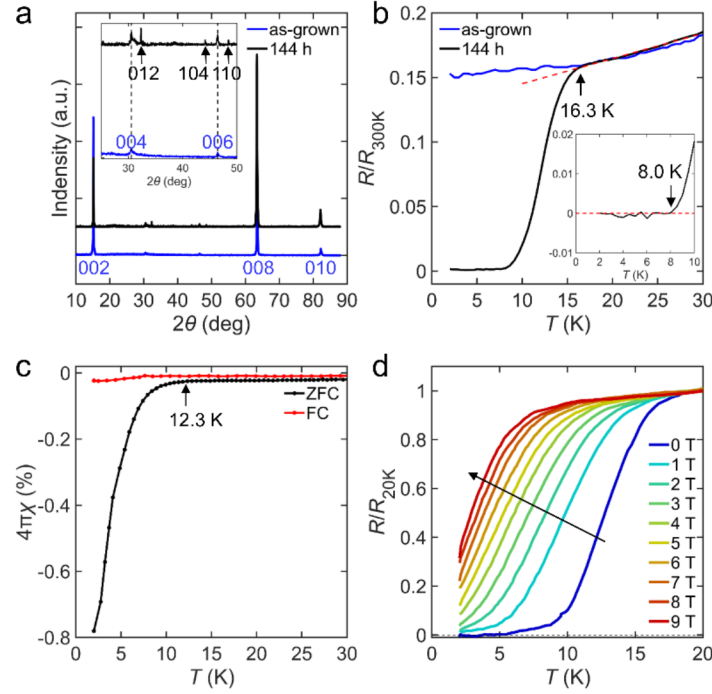 a
as-grown
144 h
Indensity (a.u.)
012
104
110
004
006
30
40
50
2θ (deg)
002
008
010
10
20
30
40
50
60
70
80
90
2θ (deg)
b
as-grown
144 h
R/R300K
0.20
0.15
0.10
0.05
0
16.3 K
0.02
0.01
0
-0.01
8.0 K
0
2
4
6
8
10
T (K)
0
5
10
15
20
25
30
T (K)
c
4πχ (%)
0
-0.2
-0.4
-0.6
-0.8
ZFC
FC
12.3 K
0
5
10
15
20
25
30
T (K)
d
R/R20K
1
0.8
0.6
0.4
0.2
0
0 T
1 T
2 T
3 T
4 T
5 T
6 T
7 T
8 T
9 T
0
5
10
15
20
T (K)